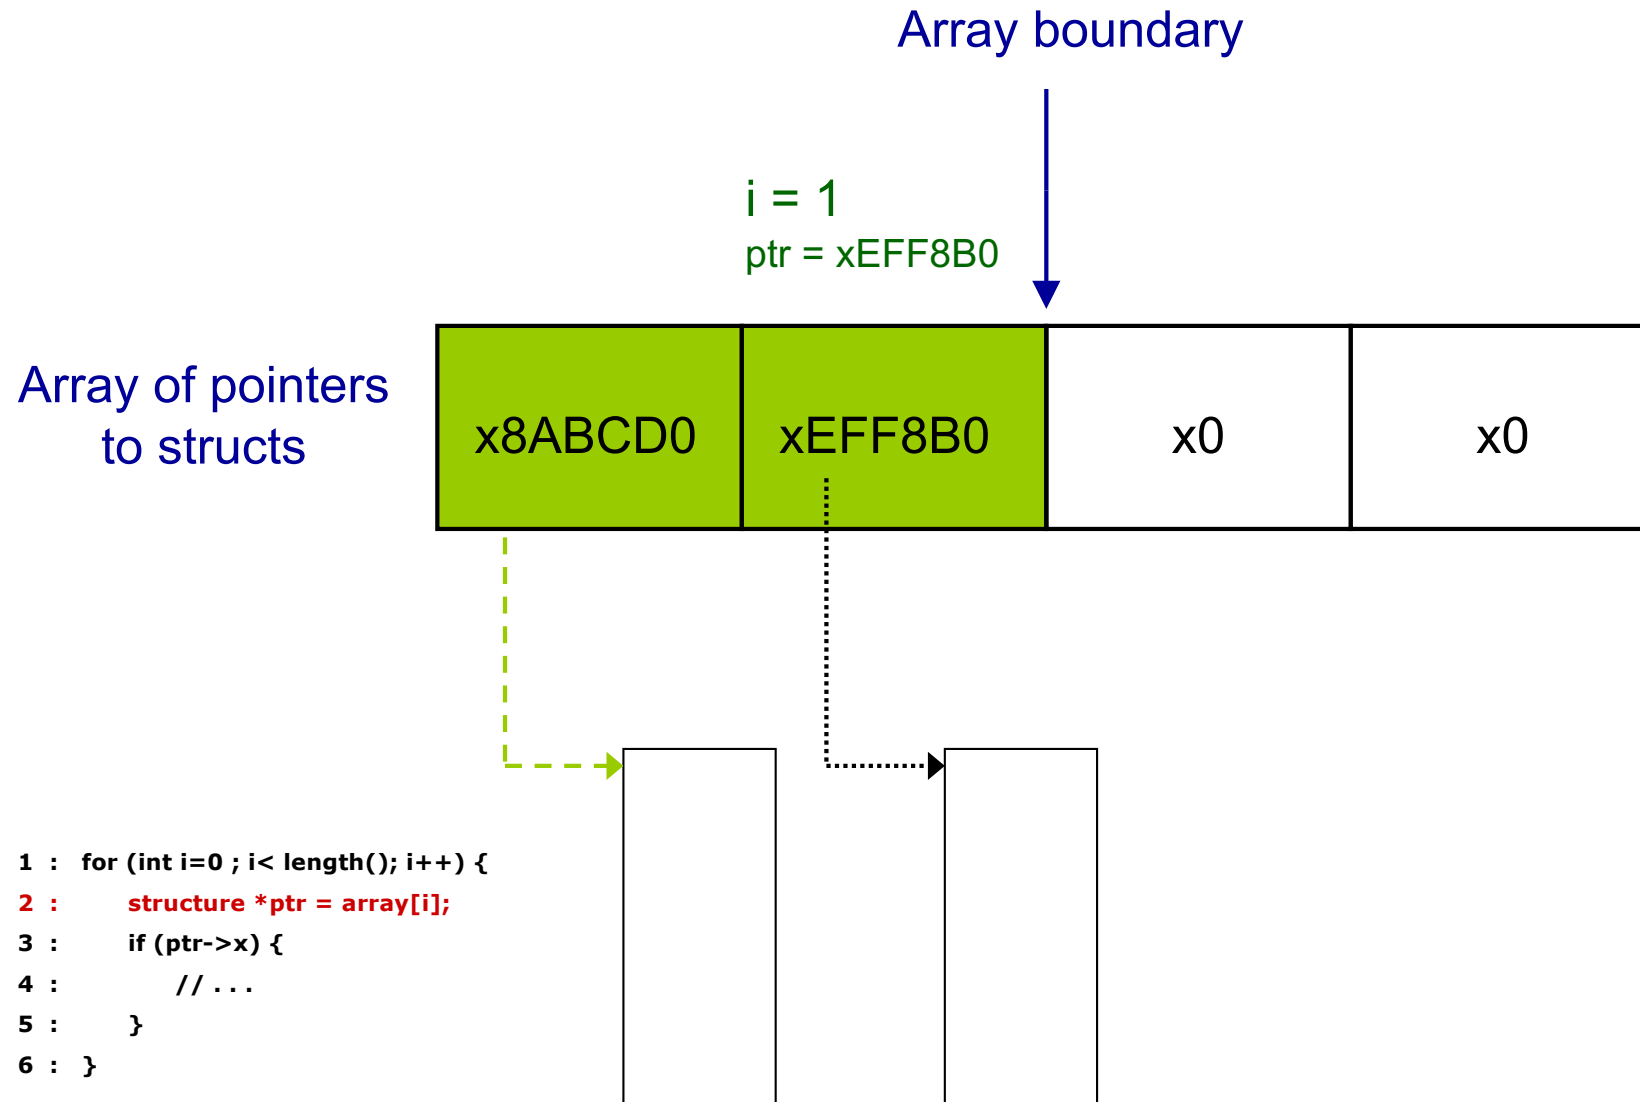 Array boundary
i = 1
ptr = xEFF8B0
Array of pointers
to structs
x8ABCD0 xEFF8B0 x0 x0
1 : for (int i=0 ; i< length(); i++) {
2 : structure *ptr = array[i];
3 : if (ptr->x) {
4 : // . . .
5 : }
6 : }